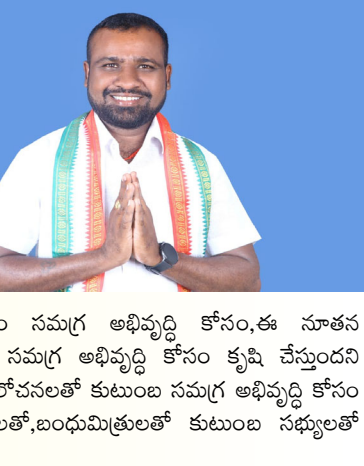 ం సమగ్ర అభివృద్ధి కోసం,ఈ నూతన
సమగ్ర అభివృద్ధి కోసం కృషి చేస్తుందని
లోచనలతో కుటుంబ సమగ్ర అభివృద్ధి కోసం
లతో,బంధుమిత్రులతో కుటుంబ సభ్యులతో